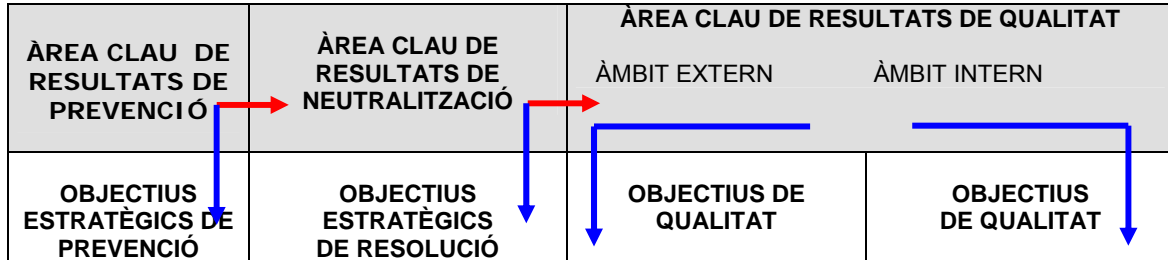 ÀREA CLAU DE
RESULTATS DE
PREVENCIÓ
ÀREA CLAU DE
RESULTATS DE
NEUTRALITZACIÓ
ÀREA CLAU DE RESULTATS DE QUALITAT
ÀMBIT EXTERN
ÀMBIT INTERN
OBJECTIUS
ESTRATÈGICS DE
PREVENCIÓ
OBJECTIUS
ESTRATÈGICS
DE RESOLUCIÓ
OBJECTIUS DE
QUALITAT
OBJECTIUS
DE QUALITAT